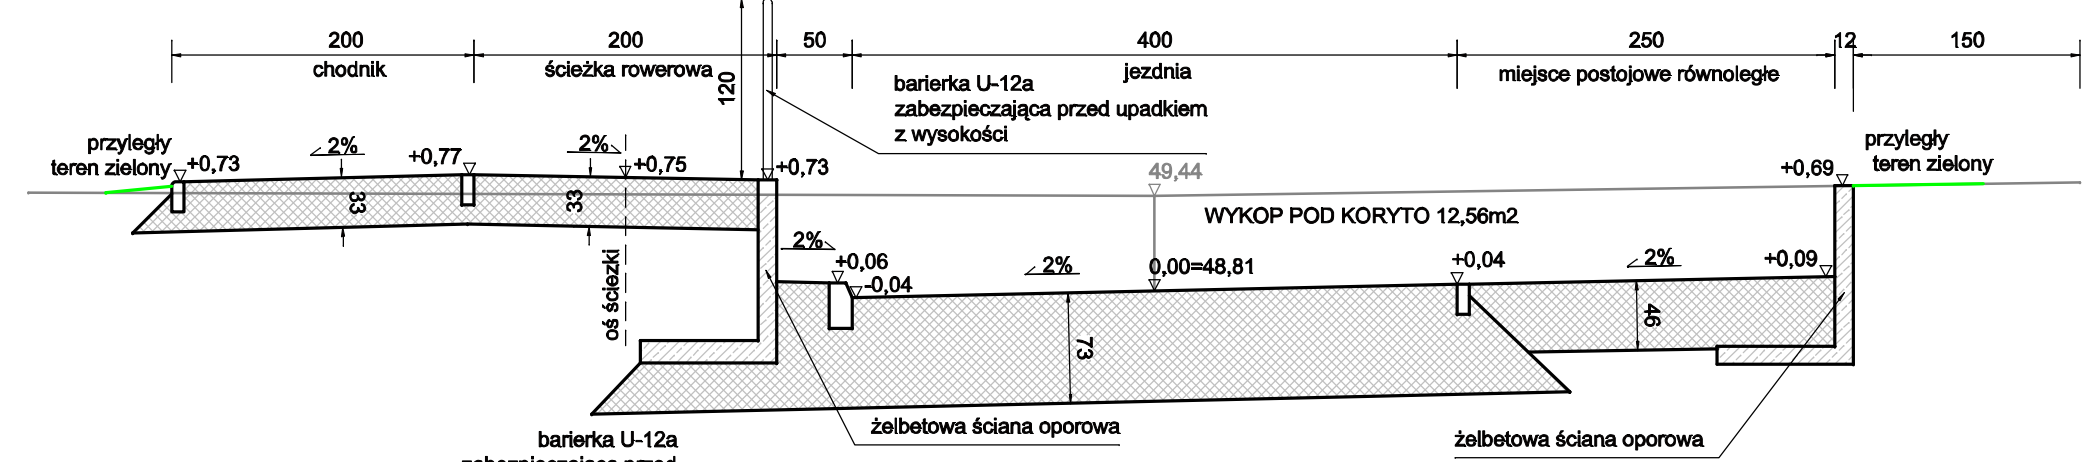 200
200
50
400
250
12
150
chodnik
ścieżka rowerowa
jezdnia
miejsce postojowe równoległe
120
barierka U-12a
zabezpieczająca przed upadkiem
z wysokości
przyległy
teren zielony
+0,73
2%
+0,77
2%
+0,75
+0,73
49,44
+0,69
przyległy
teren zielony
33
33
WYKOP POD KORYTO 12,56m2
oś ściezki
2%
+0,06
-0,04
2%
0,00=48,81
+0,04
2%
+0,09
73
46
żelbetowa ściana oporowa
żelbetowa ściana oporowa
barierka U-12a